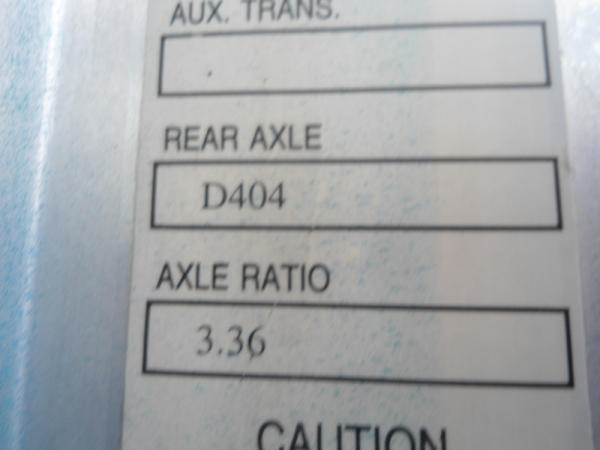 AUX. TRANS.
REAR AXLE
D404
AXLE RATIO
3.36
CAUTION